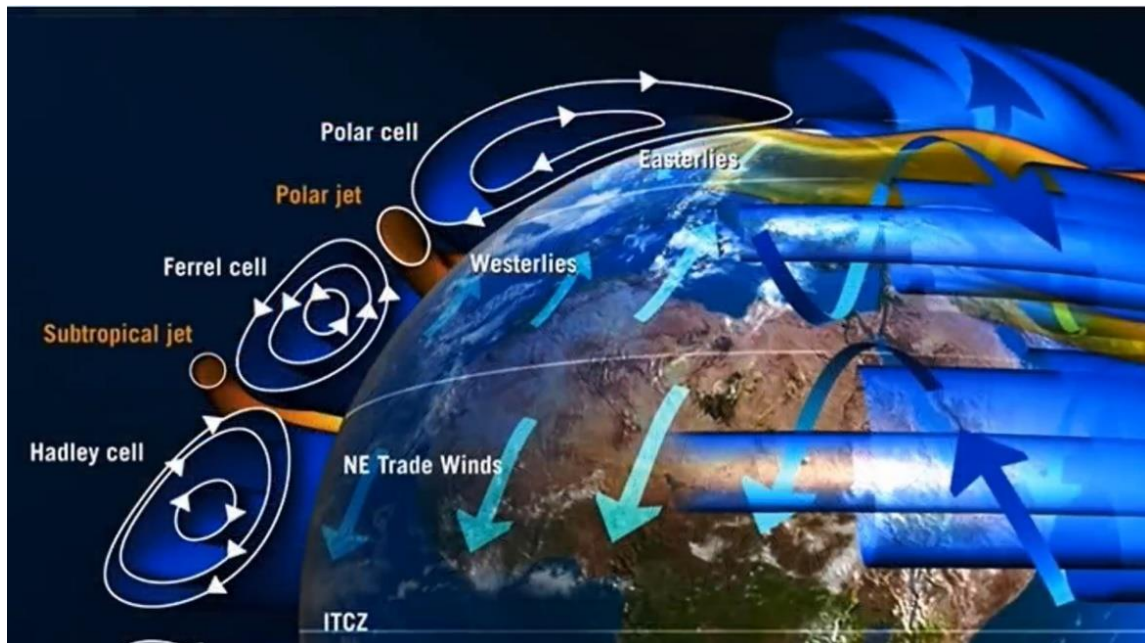 Polar cell
Easterlies
Polar jet
Ferrel cell
Westerlies
Subtropical jet
Hadley cell
NE Trade Winds
ITCZ